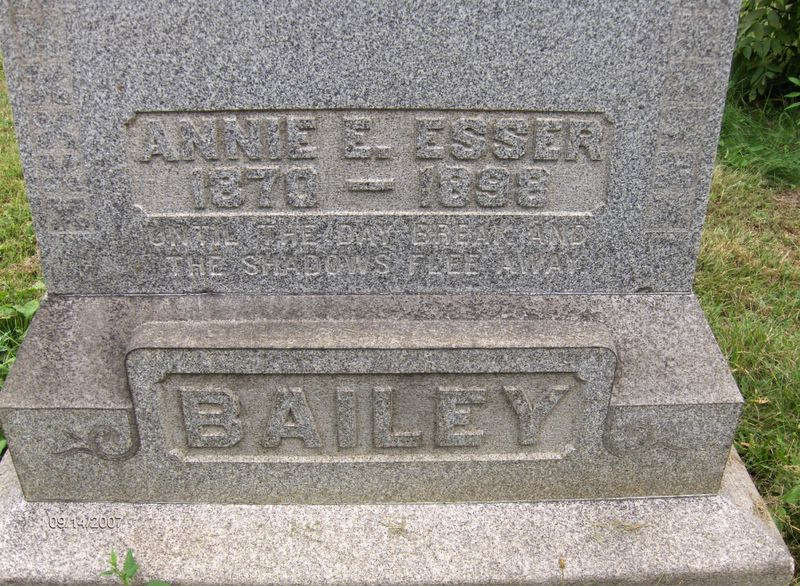 ANNIE E. ESSER
1870 — 1898
UNTIL THE DAY BREAK AND
THE SHADOWS FLEE AWAY
BAILEY
09/14/2007